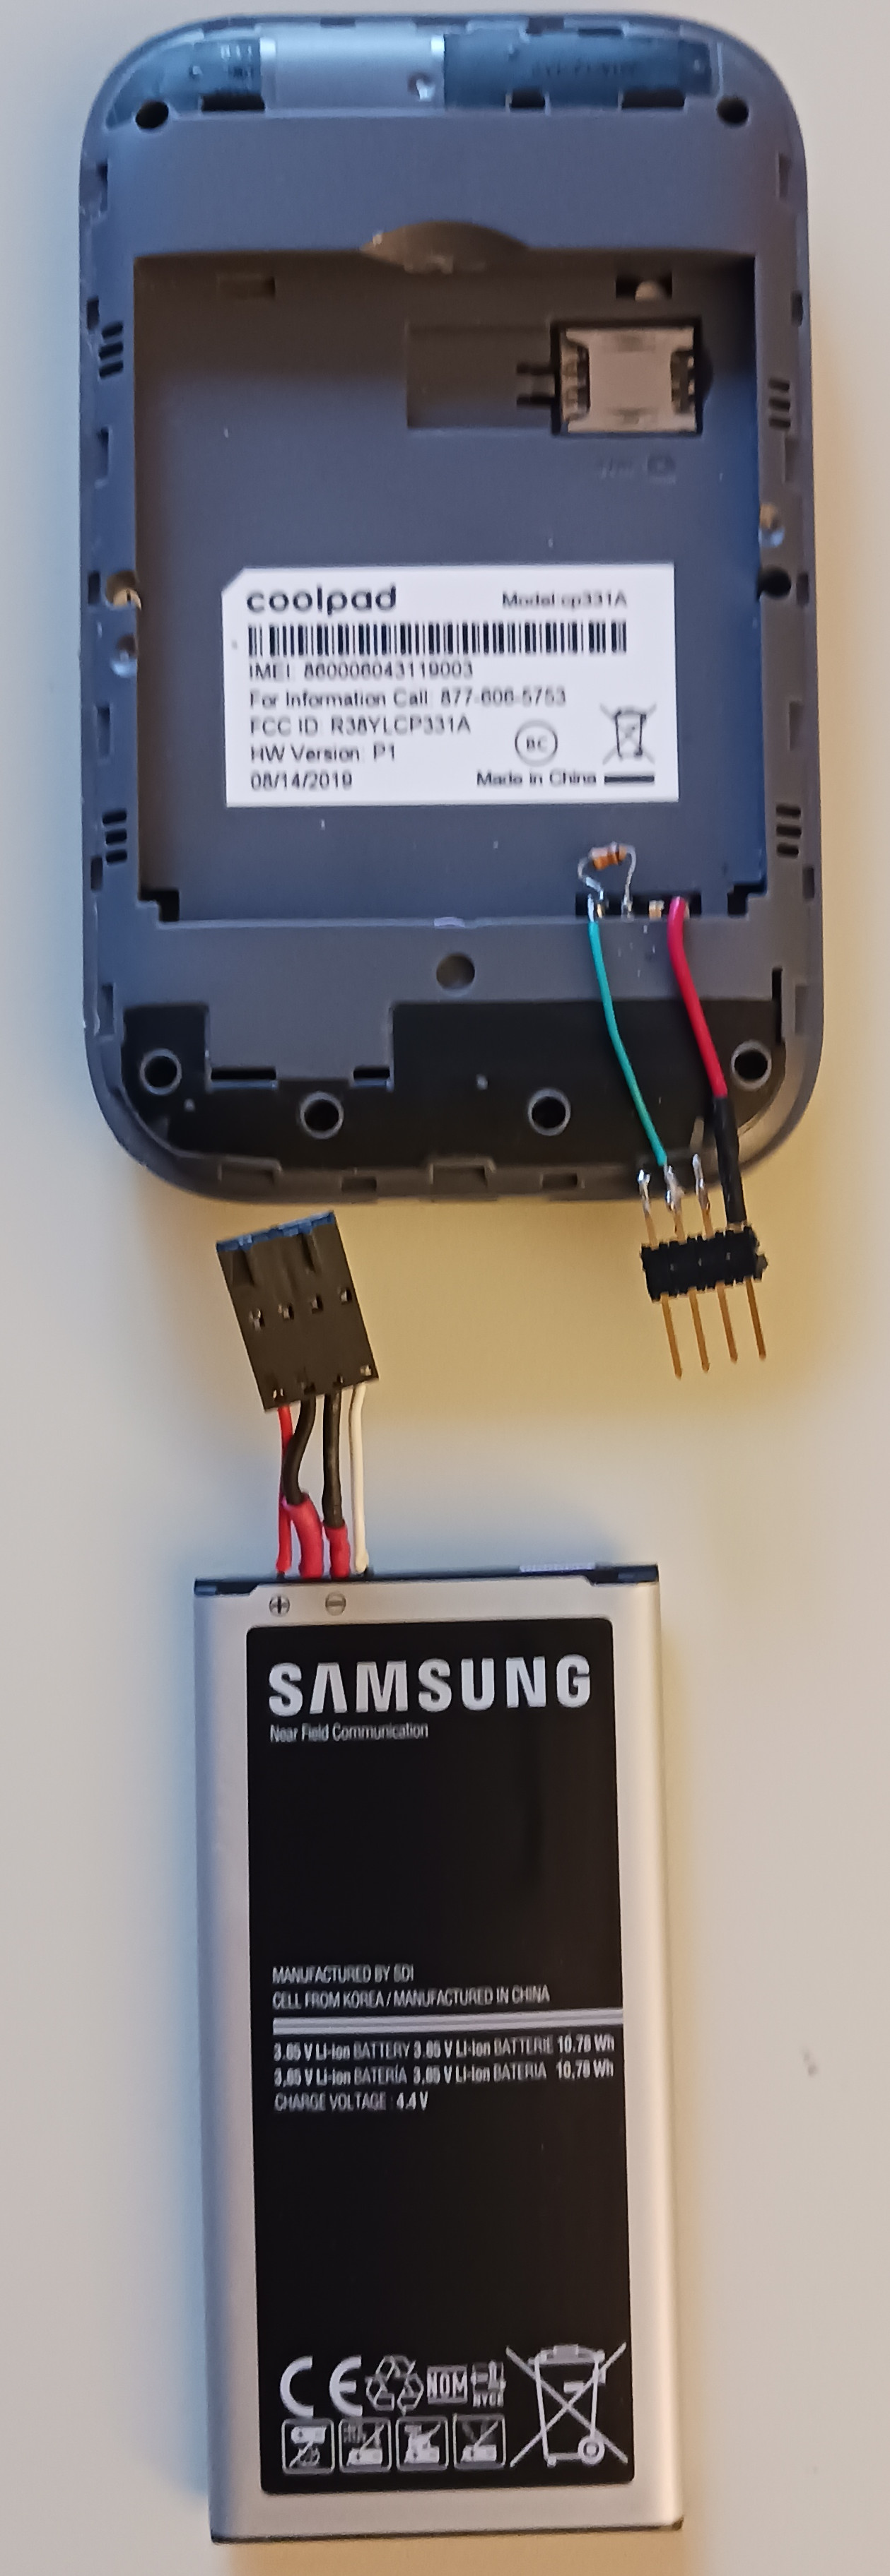 coolpad Model:cp331A
IMEI: 860006043119003
For Information Call: 877-606-5753
FCC ID: R38YLCP331A
HW Version: P1
BC
08/14/2019 Made in China
SAMSUNG
Near Field Communication
MANUFACTURED BY SDI
CELL FROM KOREA / MANUFACTURED IN CHINA
3.85 V Li-ion BATTERY 3.85 V Li-ion BATTERIE 10.78 Wh
3,85 V Li-ion BATERÍA 3,85 V Li-ion BATERIA 10,78 Wh
CHARGE VOLTAGE : 4.4 V
CE NOM NYCE